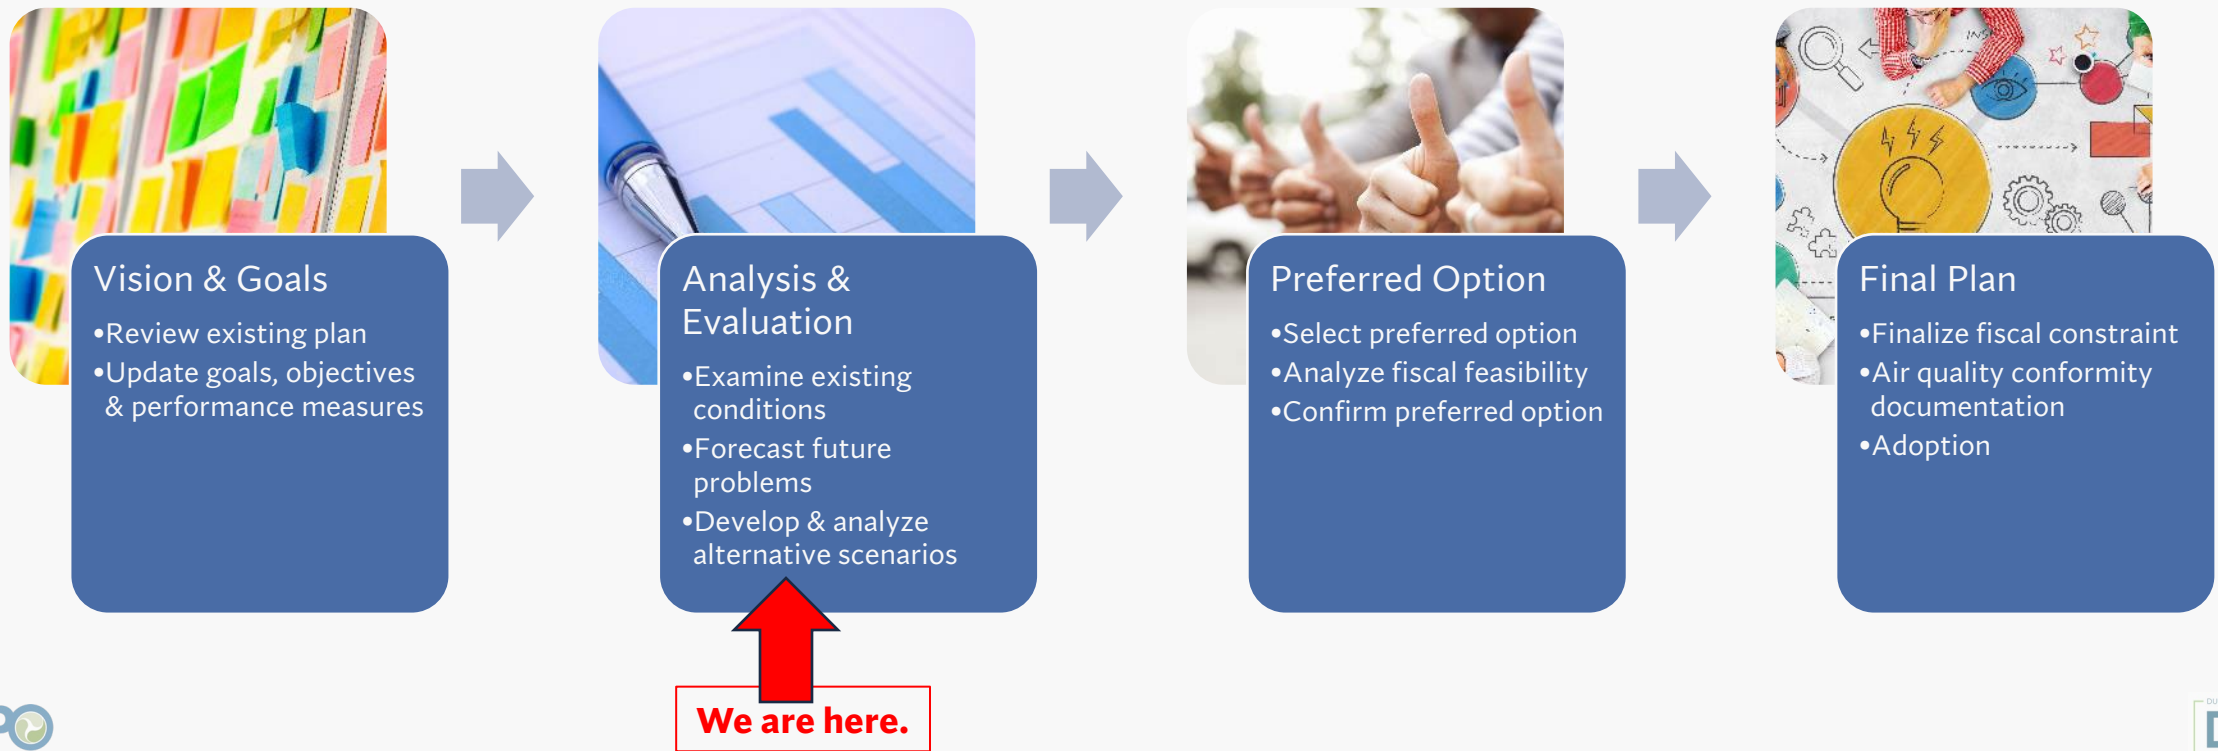 Vision & Goals
•Review existing plan
•Update goals, objectives
& performance measures
Analysis &
Evaluation
•Examine existing
conditions
•Forecast future
problems
•Develop & analyze
alternative scenarios
We are here.
Preferred Option
•Select preferred option
•Analyze fiscal feasibility
•Confirm preferred option
Final Plan
•Finalize fiscal constraint
•Air quality conformity
documentation
•Adoption